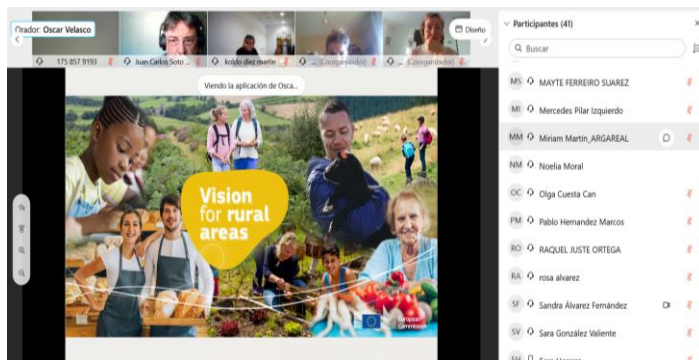 Orador: Oscar Velasco
Diseño
175 857 9193
Juan Carlos Soto ...
koldo diez martin
... (Coorganizador)
... (Coorganizador)
Viendo la aplicación de Osca...
Vision
for rural
areas
European
Commission
Participantes (41)
Buscar
MS MAYTE FERREIRO SUAREZ
MI Mercedes Pilar Izquierdo
MM Miriam Martín_ARGAREAL
NM Noelia Moral
OC Olga Cuesta Can
PM Pablo Hernandez Marcos
RO RAQUEL JUSTE ORTEGA
RA rosa alvarez
SF Sandra Álvarez Fernández
SV Sara González Valiente